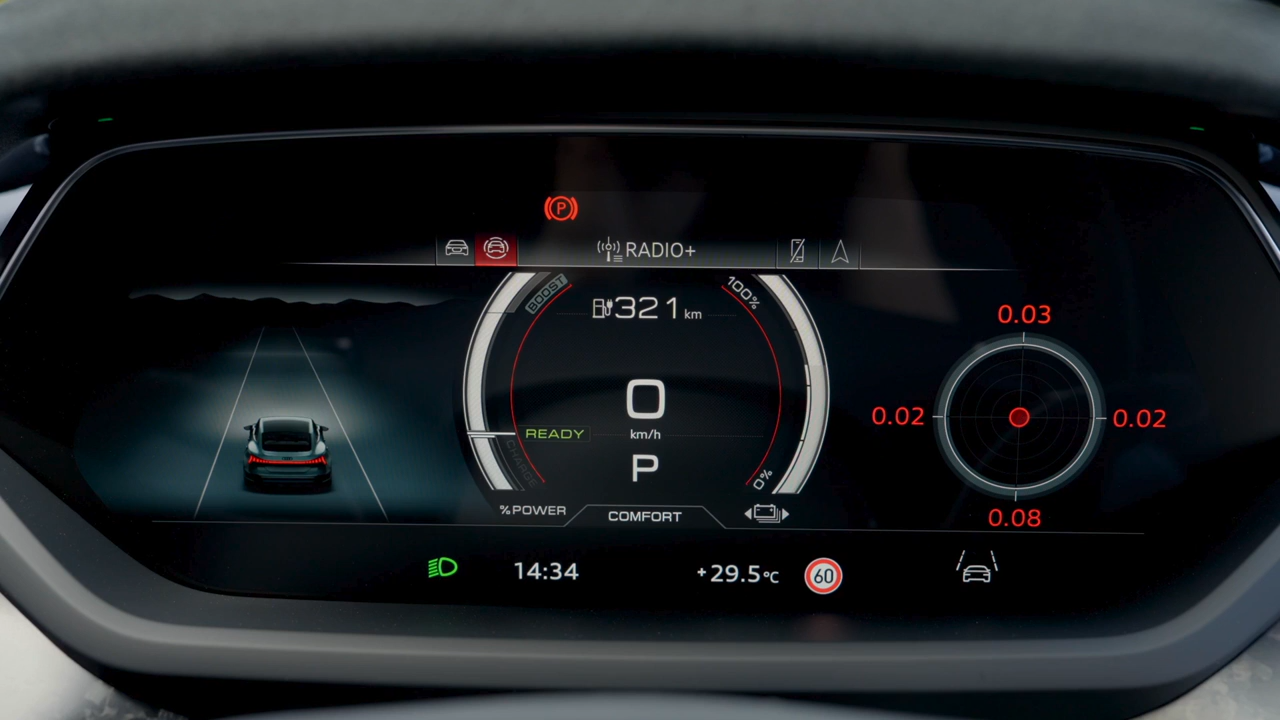 P
RADIO+
BOOST
100%
321 km
0.03
0
0.02
0.02
READY
km/h
CHARGE
P
0%
%POWER
COMFORT
0.08
14:34
+29.5°C
60